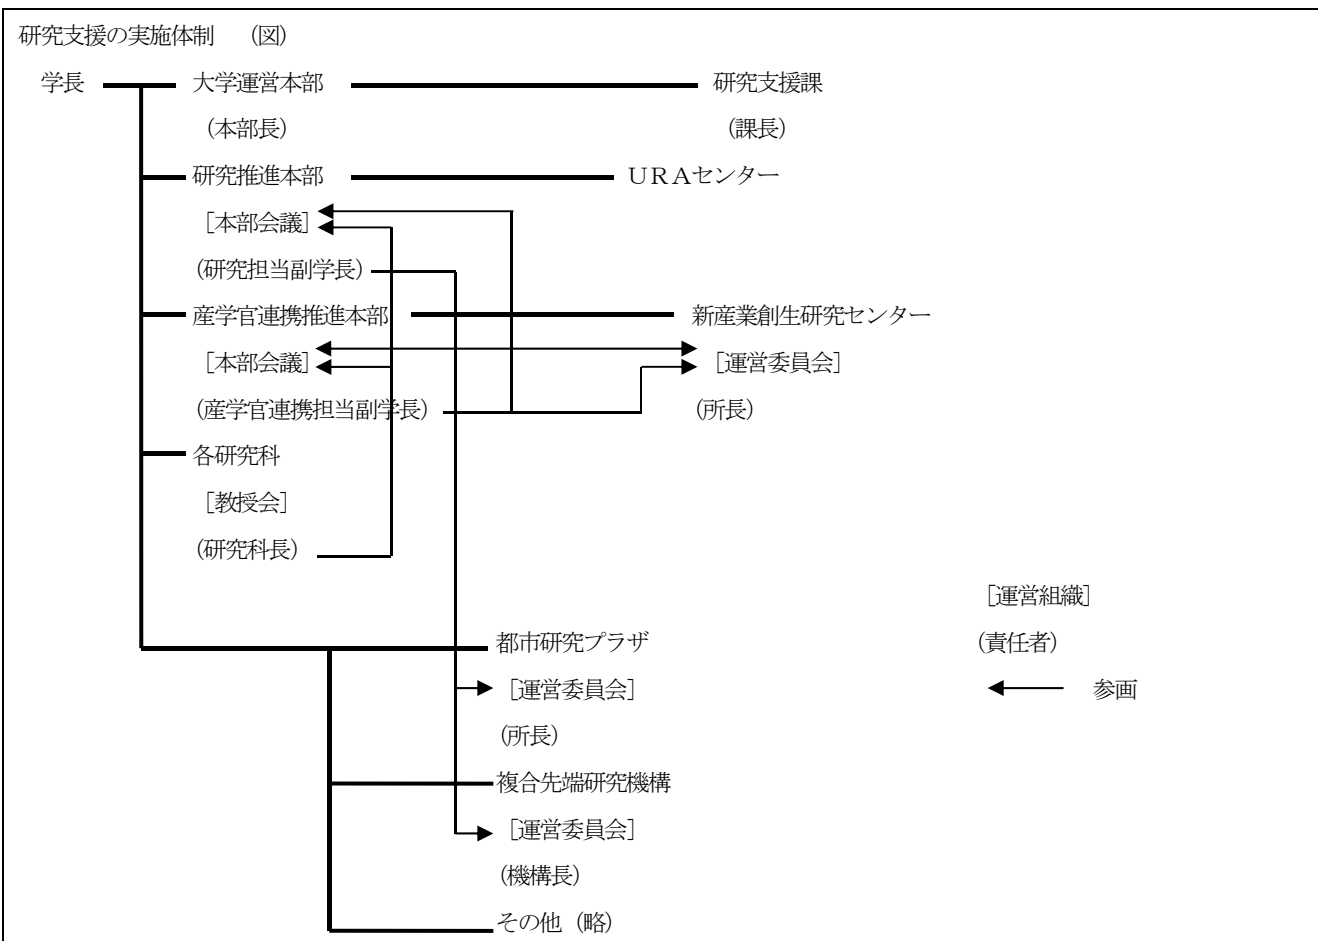 研究支援の実施体制　（図）
学長　大学運営本部　研究支援課
（本部長）　（課長）
研究推進本部　ＵＲＡセンター
［本部会議］
（研究担当副学長）
産学官連携推進本部　新産業創生研究センター
［本部会議］　［運営委員会］
（産学官連携担当副学長）　（所長）
各研究科
［教授会］
（研究科長）
［運営組織］
都市研究プラザ　（責任者）
［運営委員会］　参画
（所長）
複合先端研究機構
［運営委員会］
（機構長）
その他（略）